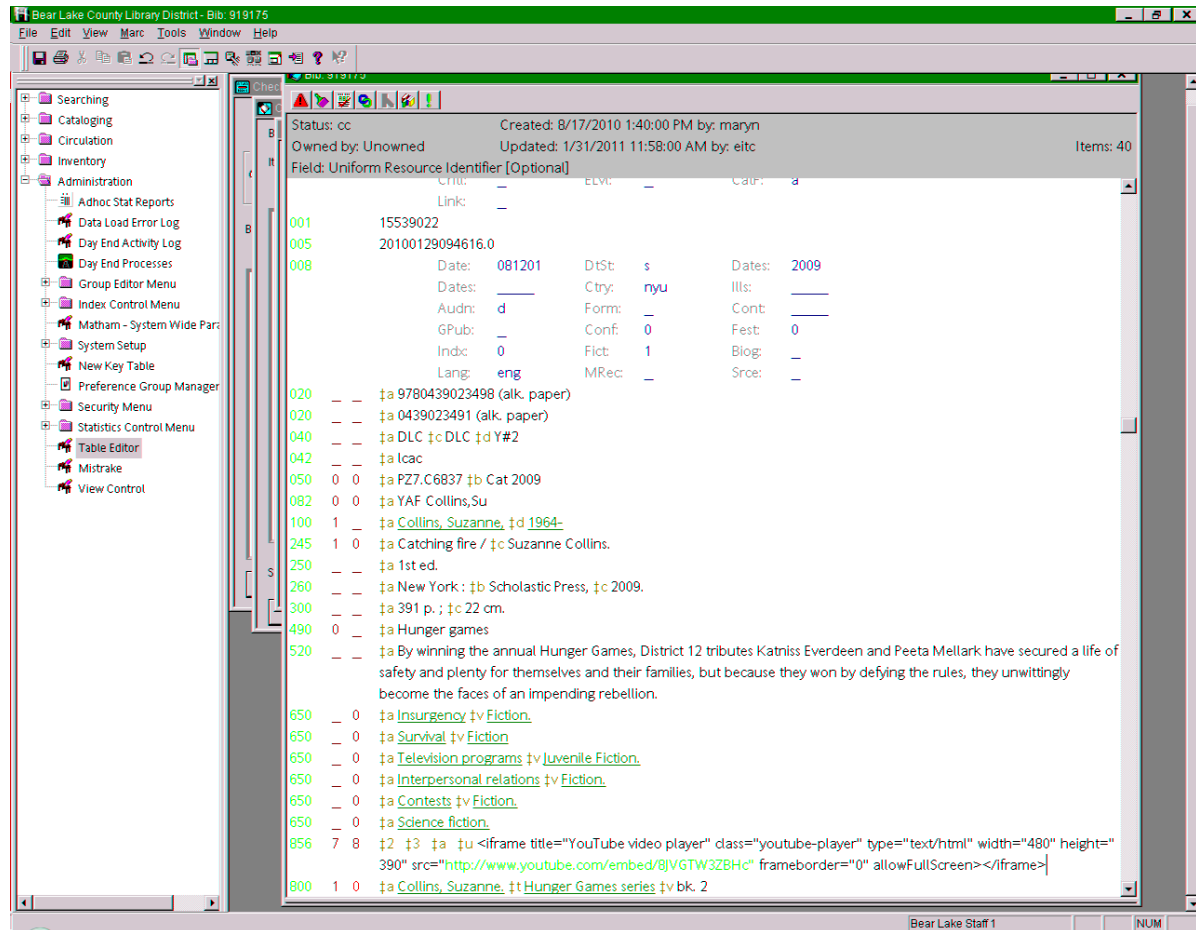 Bear Lake County Library District - Bib: 919175
File Edit View Marc Tools Window Help
Searching
Cataloging
Circulation
Inventory
Administration
Adhoc Stat Reports
Data Load Error Log
Day End Activity Log
Day End Processes
Group Editor Menu
Index Control Menu
Matham - System Wide Para
System Setup
New Key Table
Preference Group Manager
Security Menu
Statistics Control Menu
Table Editor
Mistrake
View Control
Chec
B
It
B
S
Bib: 919175
Status: cc Created: 8/17/2010 1:40:00 PM by: maryn
Owned by: Unowned Updated: 1/31/2011 11:58:00 AM by: eitc Items: 40
Field: Uniform Resource Identifier [Optional]
Ctrl: _ ELvl: _ CatF: a
Link: _
001 15539022
005 20100129094616.0
008 Date: 081201 DtSt: s Dates: 2009
Dates: ____ Ctry: nyu Ills: ____
Audn: d Form: _ Cont: ____
GPub: _ Conf: 0 Fest: 0
Indx: 0 Fict: 1 Biog: _
Lang: eng MRec: _ Srce: _
020 _ _ ‡a 9780439023498 (alk. paper)
020 _ _ ‡a 0439023491 (alk. paper)
040 _ _ ‡a DLC ‡c DLC ‡d Y#2
042 _ _ ‡a lcac
050 0 0 ‡a PZ7.C6837 ‡b Cat 2009
082 0 0 ‡a YAF Collins,Su
100 1 _ ‡a Collins, Suzanne, ‡d 1964-
245 1 0 ‡a Catching fire / ‡c Suzanne Collins.
250 _ _ ‡a 1st ed.
260 _ _ ‡a New York : ‡b Scholastic Press, ‡c 2009.
300 _ _ ‡a 391 p. ; ‡c 22 cm.
490 0 _ ‡a Hunger games
520 _ _ ‡a By winning the annual Hunger Games, District 12 tributes Katniss Everdeen and Peeta Mellark have secured a life of
safety and plenty for themselves and their families, but because they won by defying the rules, they unwittingly
become the faces of an impending rebellion.
650 _ 0 ‡a Insurgency ‡v Fiction.
650 _ 0 ‡a Survival ‡v Fiction
650 _ 0 ‡a Television programs ‡v Juvenile Fiction.
650 _ 0 ‡a Interpersonal relations ‡v Fiction.
650 _ 0 ‡a Contests ‡v Fiction.
650 _ 0 ‡a Science fiction.
856 7 8 ‡2 ‡3 ‡a ‡u <iframe title="YouTube video player" class="youtube-player" type="text/html" width="480" height="
390" src="http://www.youtube.com/embed/8JVGTW3ZBHc" frameborder="0" allowFullScreen></iframe>
800 1 0 ‡a Collins, Suzanne. ‡t Hunger Games series ‡v bk. 2
Bear Lake Staff 1 NUM